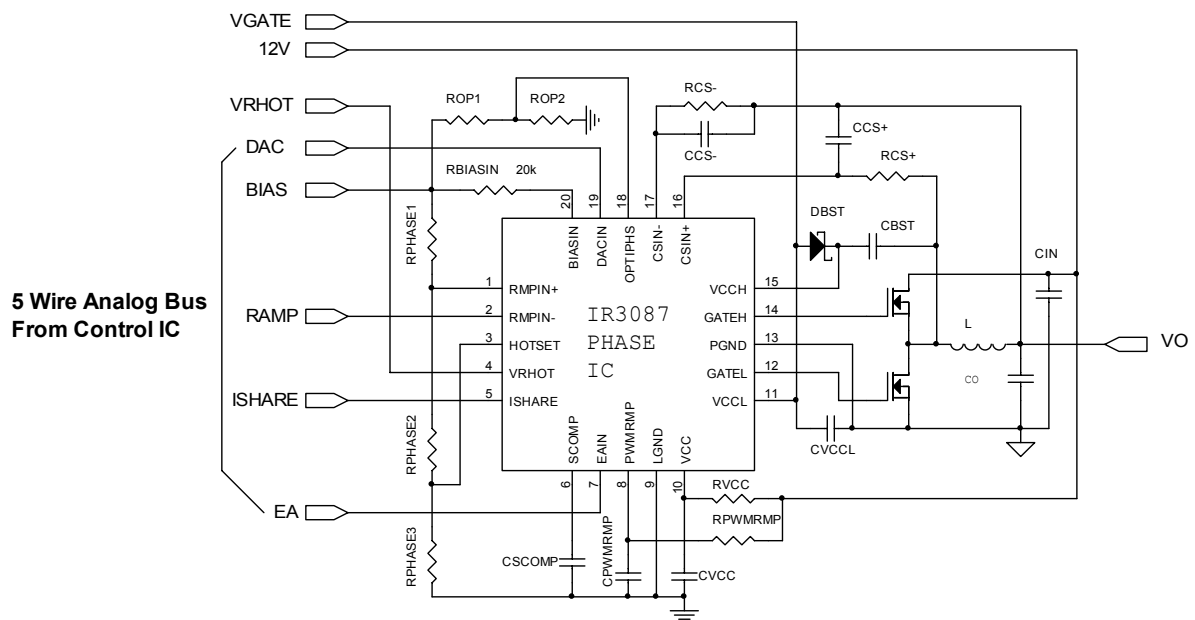 VGATE
12V
VRHOT
DAC
BIAS
5 Wire Analog Bus
From Control IC
RAMP
ISHARE
EA
ROP1
ROP2
RBIASIN 20k
RPHASE1
RPHASE2
RPHASE3
RCS-
CCS-
CCS+
RCS+
DBST
CBST
CIN
20
19
18
17
16
BIASIN
DACIN
OPTIPHS
CSIN-
CSIN+
1
RMPIN+
2
RMPIN-
3
HOTSET
4
VRHOT
5
ISHARE
IR3087
PHASE
IC
VCCH
15
GATEH
14
PGND
13
GATEL
12
VCCL
11
SCOMP
EAIN
PWMRMP
LGND
VCC
6
7
8
9
10
L
CO
VO
CVCCL
RVCC
RPWMRMP
CSCOMP
CPWMRMP
CVCC